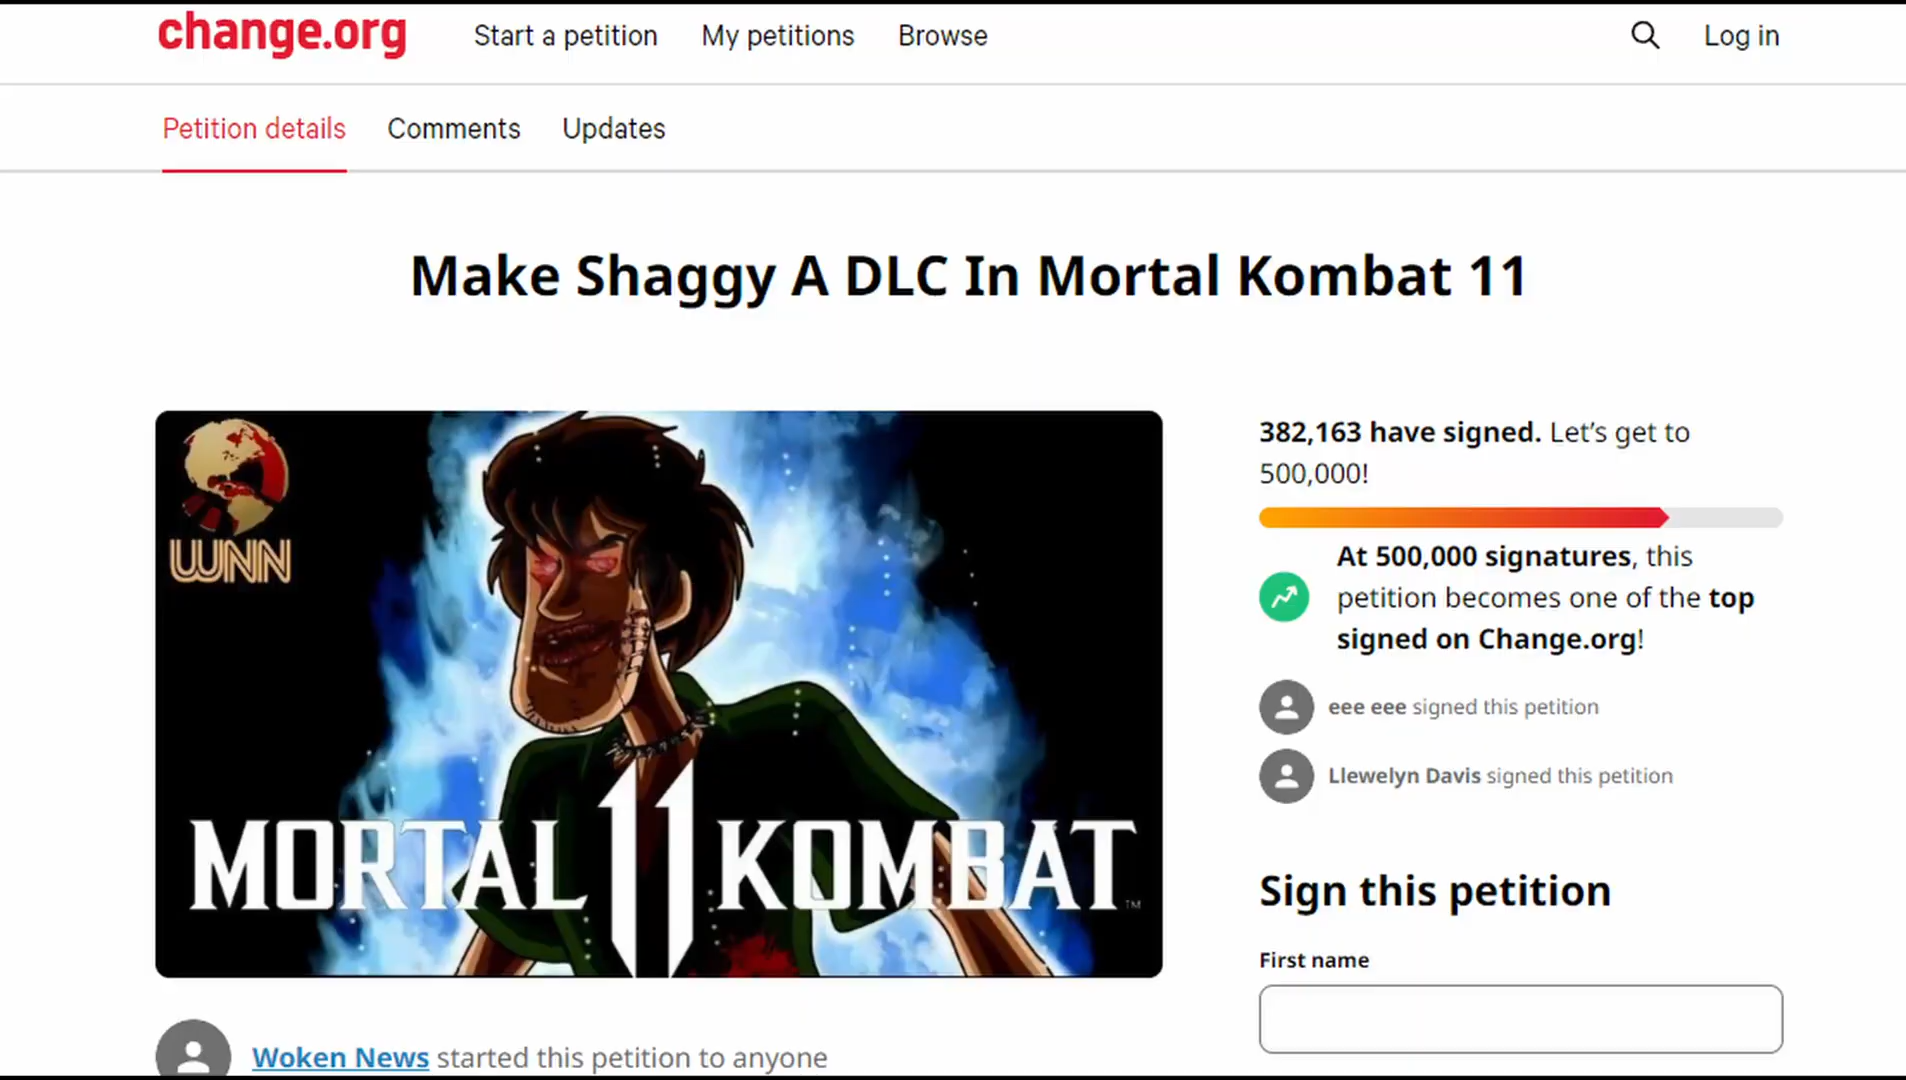 change.org
Start a petition
My petitions
Browse
Log in
Petition details
Comments
Updates
Make Shaggy A DLC In Mortal Kombat 11
WNN
MORTAL 11 KOMBAT™
382,163 have signed. Let’s get to
500,000!
At 500,000 signatures, this
petition becomes one of the top
signed on Change.org!
eee eee signed this petition
Llewelyn Davis signed this petition
Sign this petition
First name
Woken News started this petition to anyone